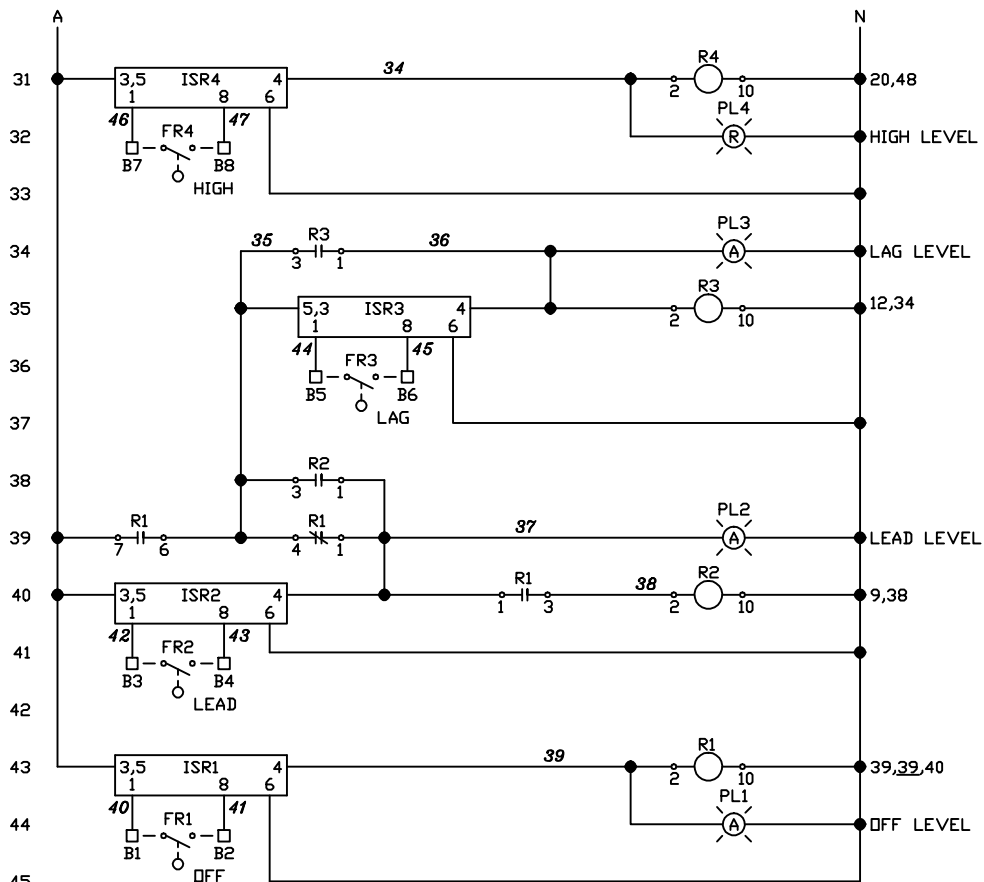 A N
31 3,5 ISR4 4 34 R4 20,48
1 8 6 2 10
46 47 PL4
32 FR4 R HIGH LEVEL
B7 B8
HIGH
33
35 R3 36 PL3
34 3 1 A LAG LEVEL
R3
35 5,3 ISR3 4 12,34
1 8 6 2 10
44 45
36 FR3
B5 B6
37 LAG
38 R2
3 1
R1 R1 37 PL2
39 7 6 4 1 A LEAD LEVEL
R1 38 R2
40 3,5 ISR2 4 9,38
1 8 6 1 3 2 10
42 43
41 FR2
B3 B4
LEAD
42
39 R1
43 3,5 ISR1 4 39,39,40
1 8 6 2 10
40 41 PL1
44 FR1 A OFF LEVEL
B1 B2
45 OFF